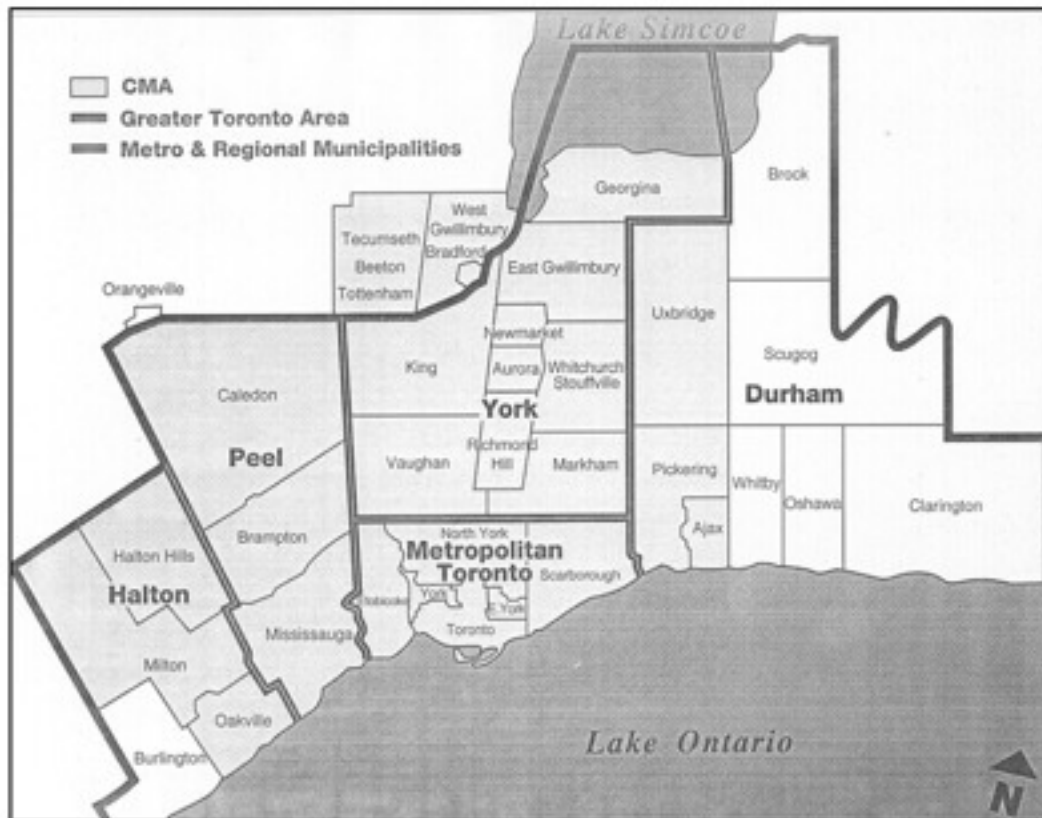 Lake Simcoe
CMA
Greater Toronto Area
Metro & Regional Municipalities
Georgina
Brock
West
Gwillimbury
Bradford
Tecumseth
Beeton
Tottenham
East Gwillimbury
Orangeville
Uxbridge
Newmarket
King
Aurora
Whitchurch
Stouffville
Scugog
Durham
Caledon
York
Peel
Vaughan
Richmond
Hill
Markham
Pickering
Whitby
Oshawa
Clarington
Ajax
North York
Metropolitan
Toronto
Brampton
Halton Hills
Halton
Scarborough
Etobicoke
York
E. York
Toronto
Mississauga
Milton
Oakville
Burlington
Lake Ontario
N